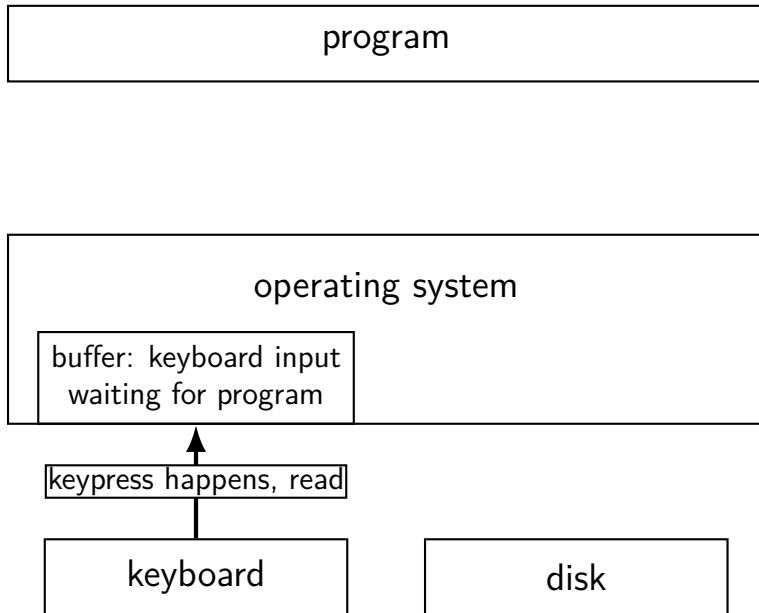 program
operating system
buffer: keyboard input
waiting for program
keypress happens, read
keyboard
disk